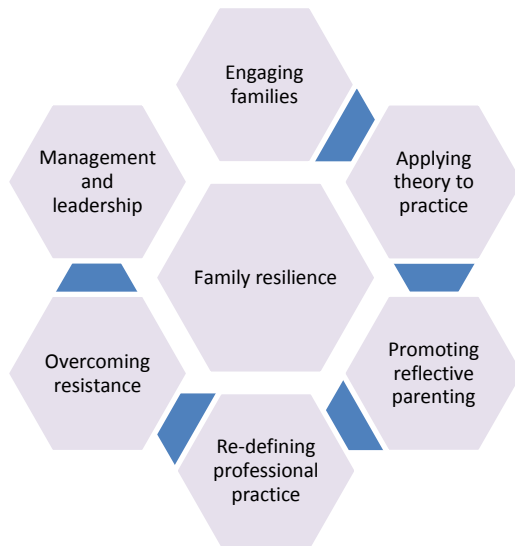 Engaging
families
Applying
theory to
practice
Promoting
reflective
parenting
Re-defining
professional
practice
Overcoming
resistance
Management
and
leadership
Family resilience